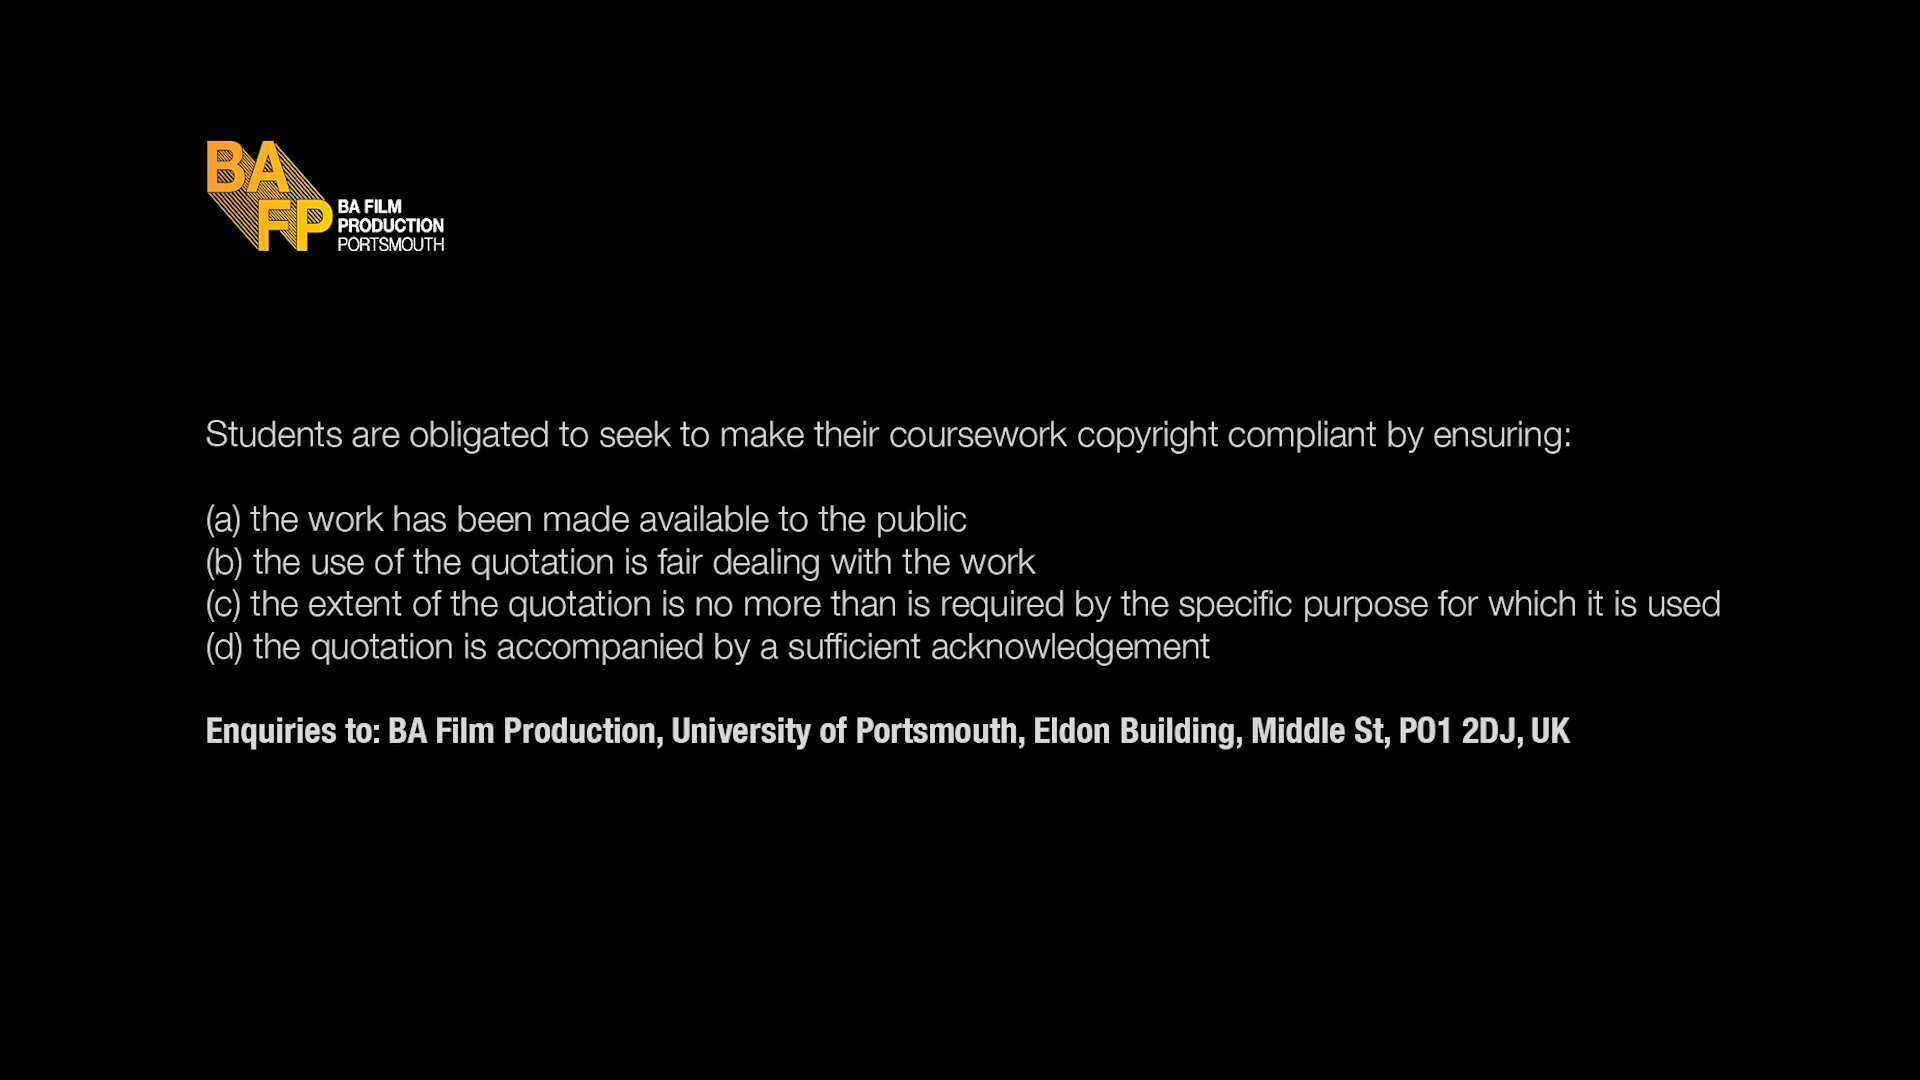 BA
FP
BA FILM
PRODUCTION
PORTSMOUTH
Students are obligated to seek to make their coursework copyright compliant by ensuring:
(a) the work has been made available to the public
(b) the use of the quotation is fair dealing with the work
(c) the extent of the quotation is no more than is required by the specific purpose for which it is used
(d) the quotation is accompanied by a sufficient acknowledgement
Enquiries to: BA Film Production, University of Portsmouth, Eldon Building, Middle St, PO1 2DJ, UK